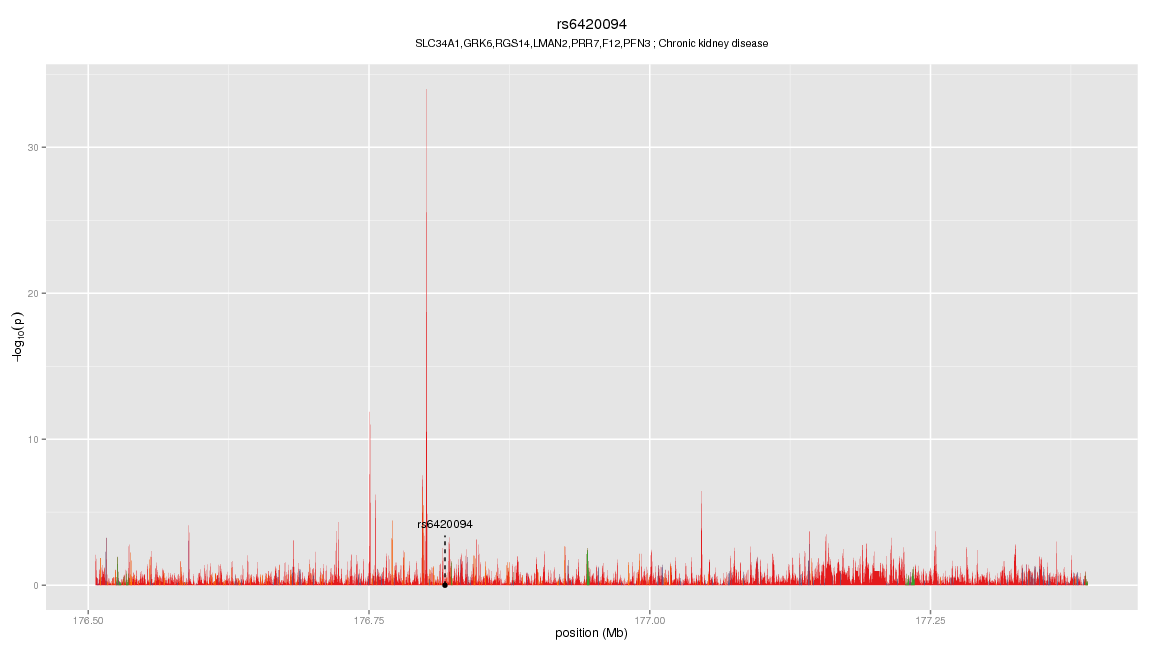 rs6420094
SLC34A1,GRK6,RGS14,LMAN2,PRR7,F12,PFN3 ; Chronic kidney disease
30
20
10
0
−log10(p)
rs6420094
176.50
176.75
177.00
177.25
position (Mb)